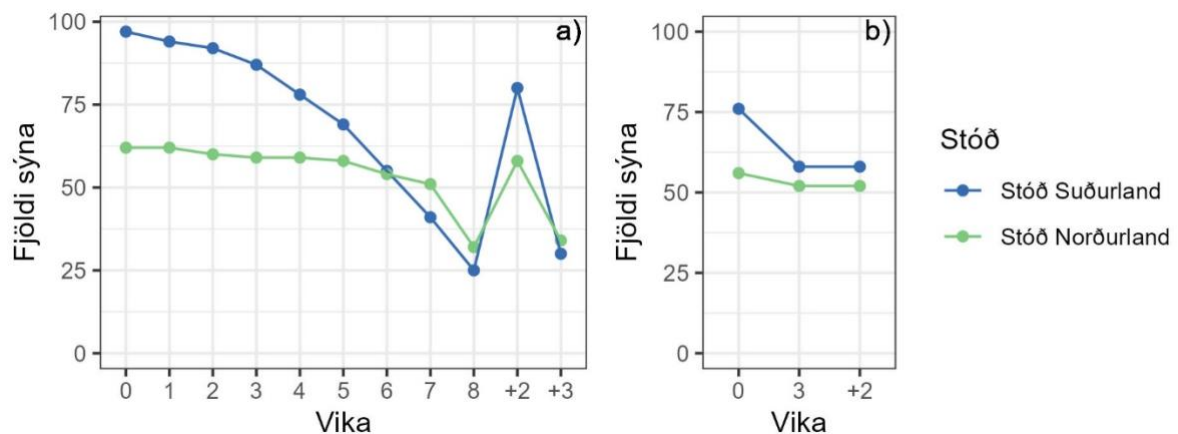 a)
100
75
50
25
0
Fjöldi sýna
0 1 2 3 4 5 6 7 8 +2 +3
Vika
b)
100
75
50
25
0
Fjöldi sýna
0 3 +2
Vika
Stóð
Stóð Suðurland
Stóð Norðurland